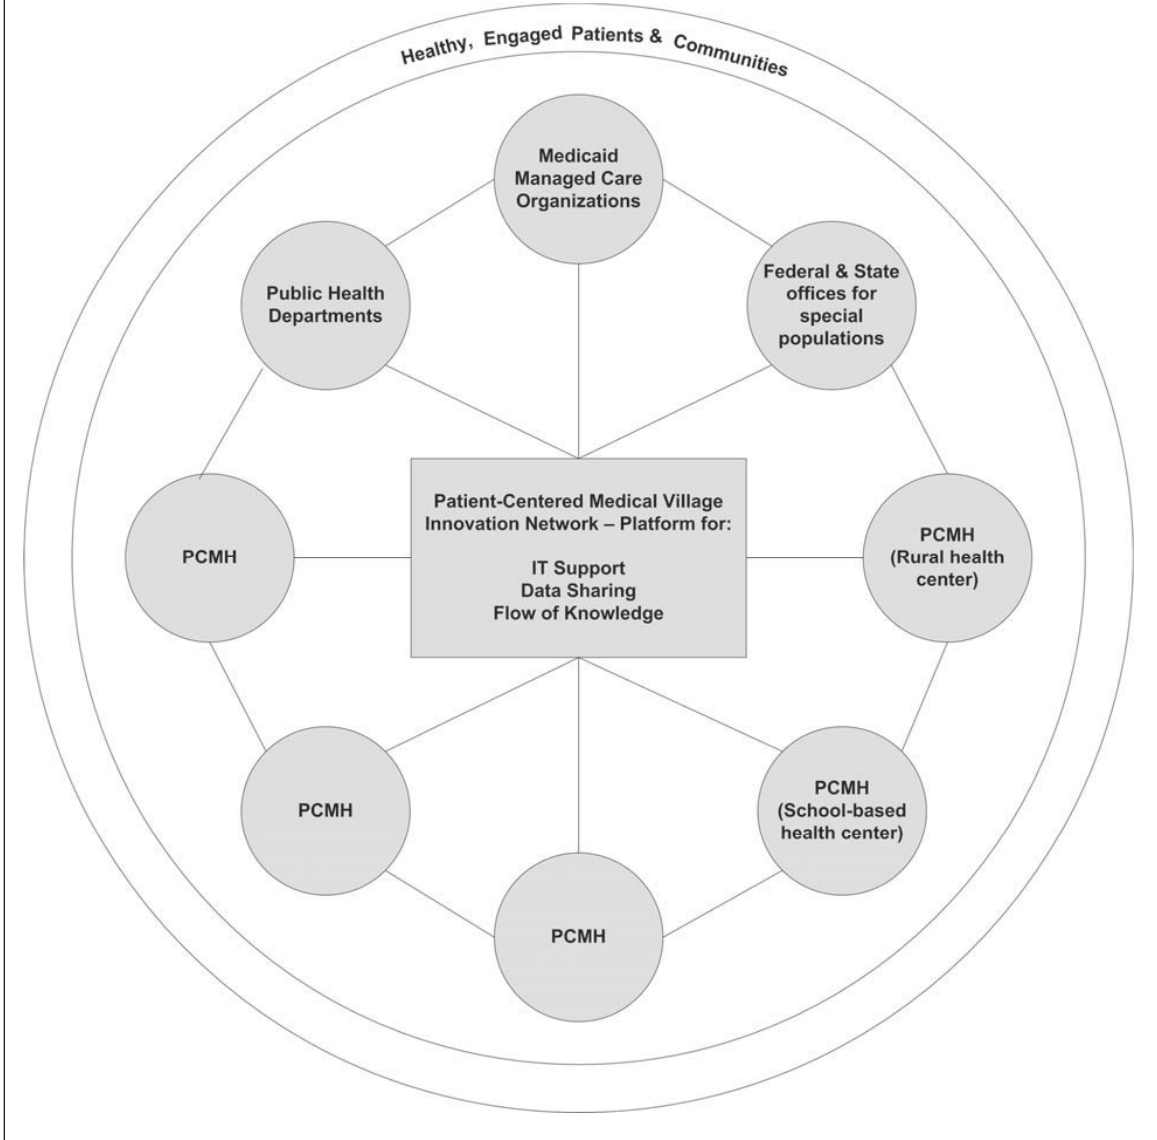 Healthy, Engaged Patients & Communities
Medicaid
Managed Care
Organizations
Public Health
Departments
Federal & State
offices for
special
populations
PCMH
Patient-Centered Medical Village
Innovation Network – Platform for:
IT Support
Data Sharing
Flow of Knowledge
PCMH
(Rural health
center)
PCMH
PCMH
(School-based
health center)
PCMH